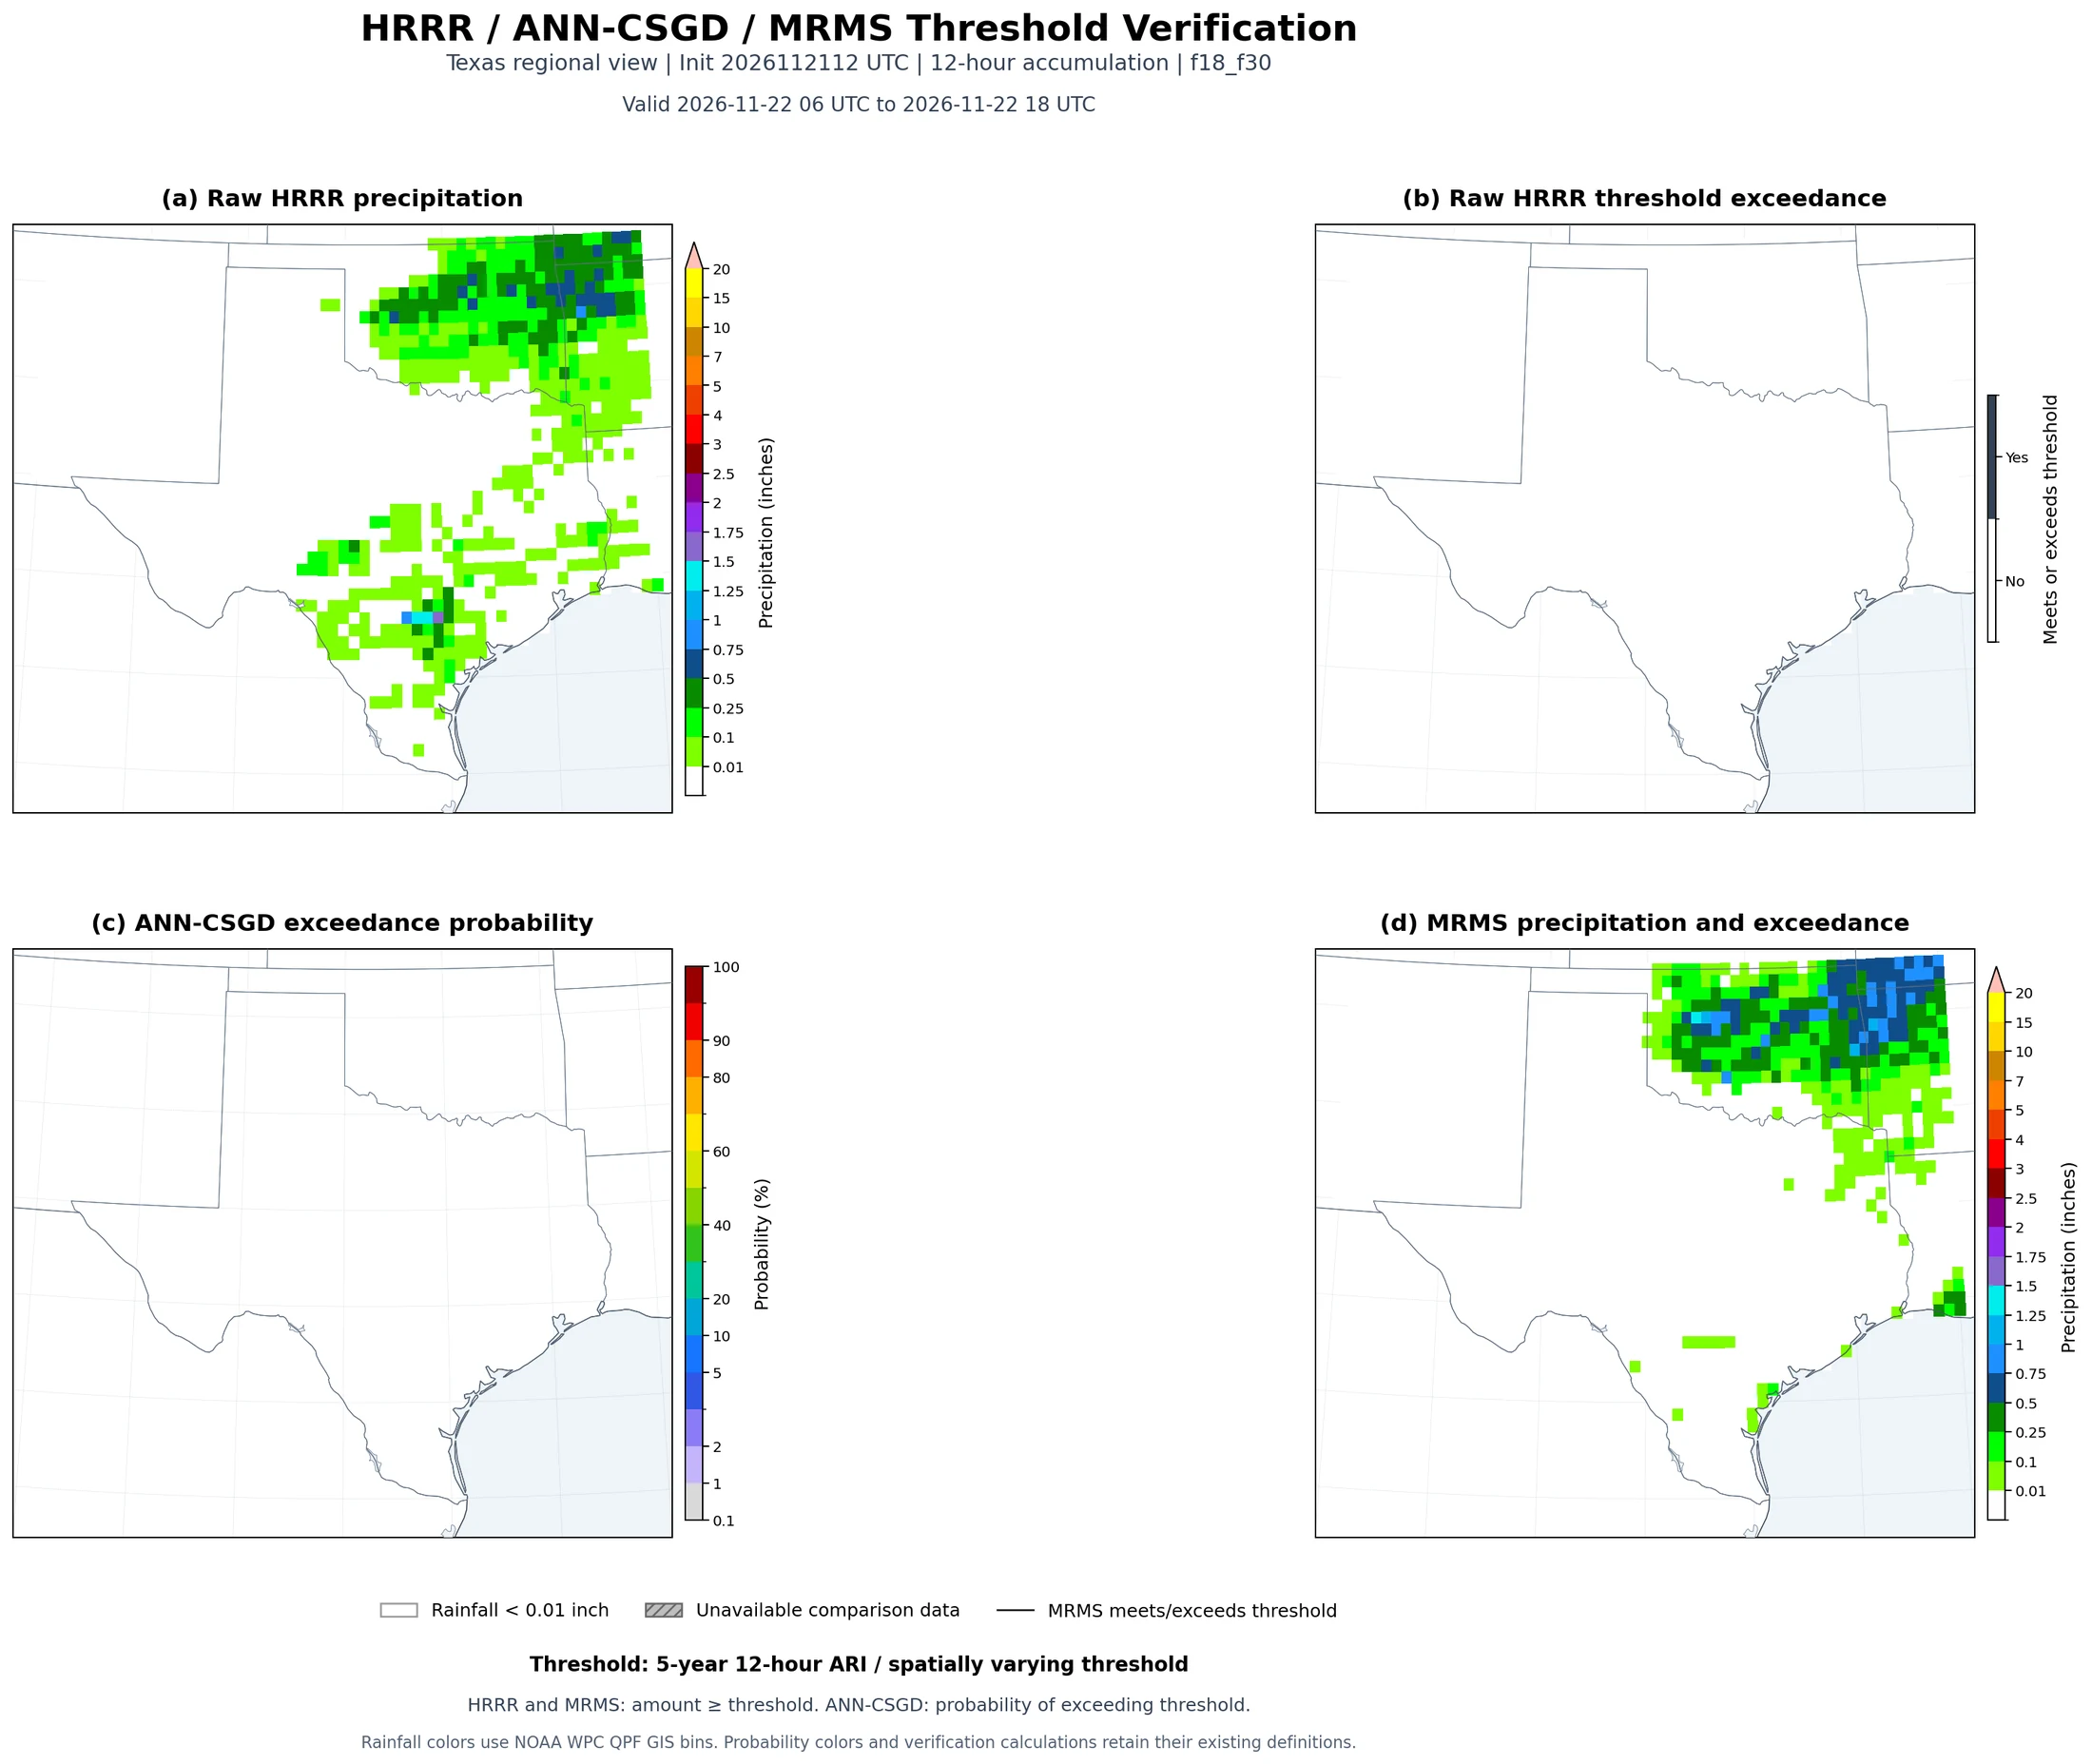 HRRR / ANN-CSGD / MRMS Threshold Verification
Texas regional view | Init 2026112112 UTC | 12-hour accumulation | f18_f30
Valid 2026-11-22 06 UTC to 2026-11-22 18 UTC
(a) Raw HRRR precipitation
20
15
10
7
5
4
3
2.5
2
1.75
1.5
1.25
1
0.75
0.5
0.25
0.1
0.01
Precipitation (inches)
(b) Raw HRRR threshold exceedance
Yes
No
Meets or exceeds threshold
(c) ANN-CSGD exceedance probability
100
90
80
60
40
20
10
5
2
1
0.1
Probability (%)
(d) MRMS precipitation and exceedance
20
15
10
7
5
4
3
2.5
2
1.75
1.5
1.25
1
0.75
0.5
0.25
0.1
0.01
Precipitation (inches)
Rainfall < 0.01 inch
Unavailable comparison data
MRMS meets/exceeds threshold
Threshold: 5-year 12-hour ARI / spatially varying threshold
HRRR and MRMS: amount ≥ threshold. ANN-CSGD: probability of exceeding threshold.
Rainfall colors use NOAA WPC QPF GIS bins. Probability colors and verification calculations retain their existing definitions.